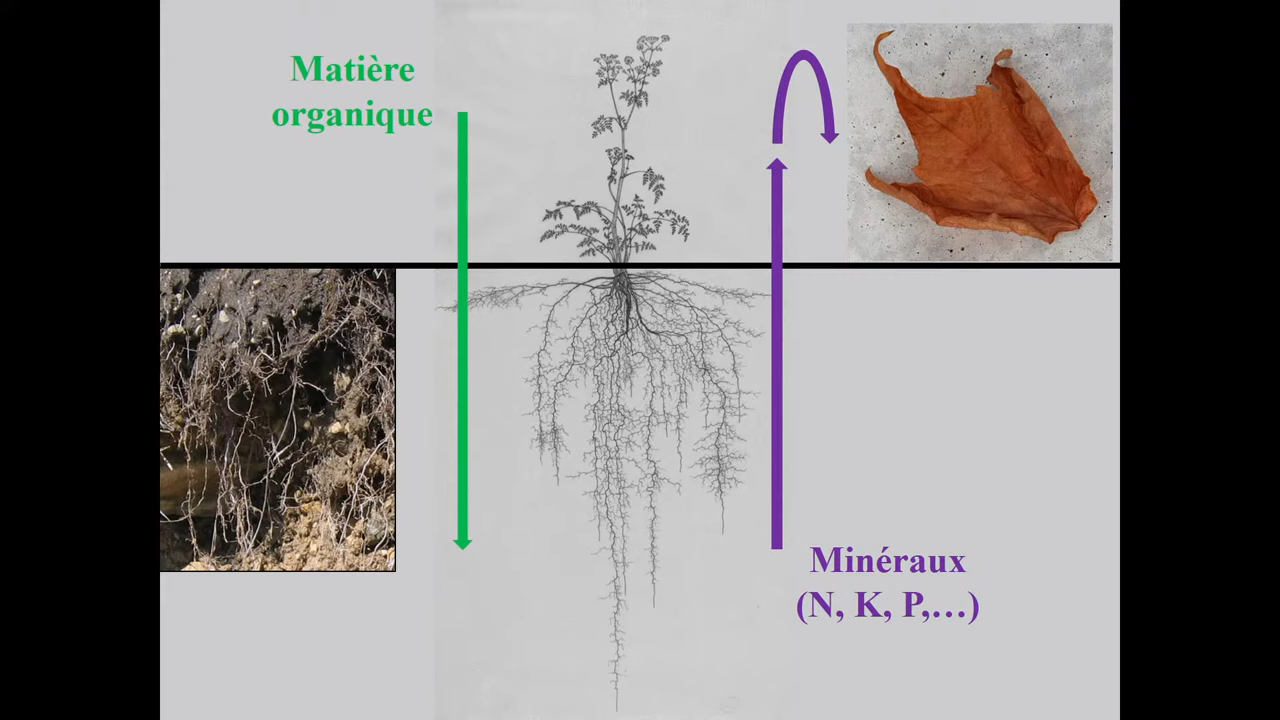 Matière
organique
Minéraux
(N, K, P,…)